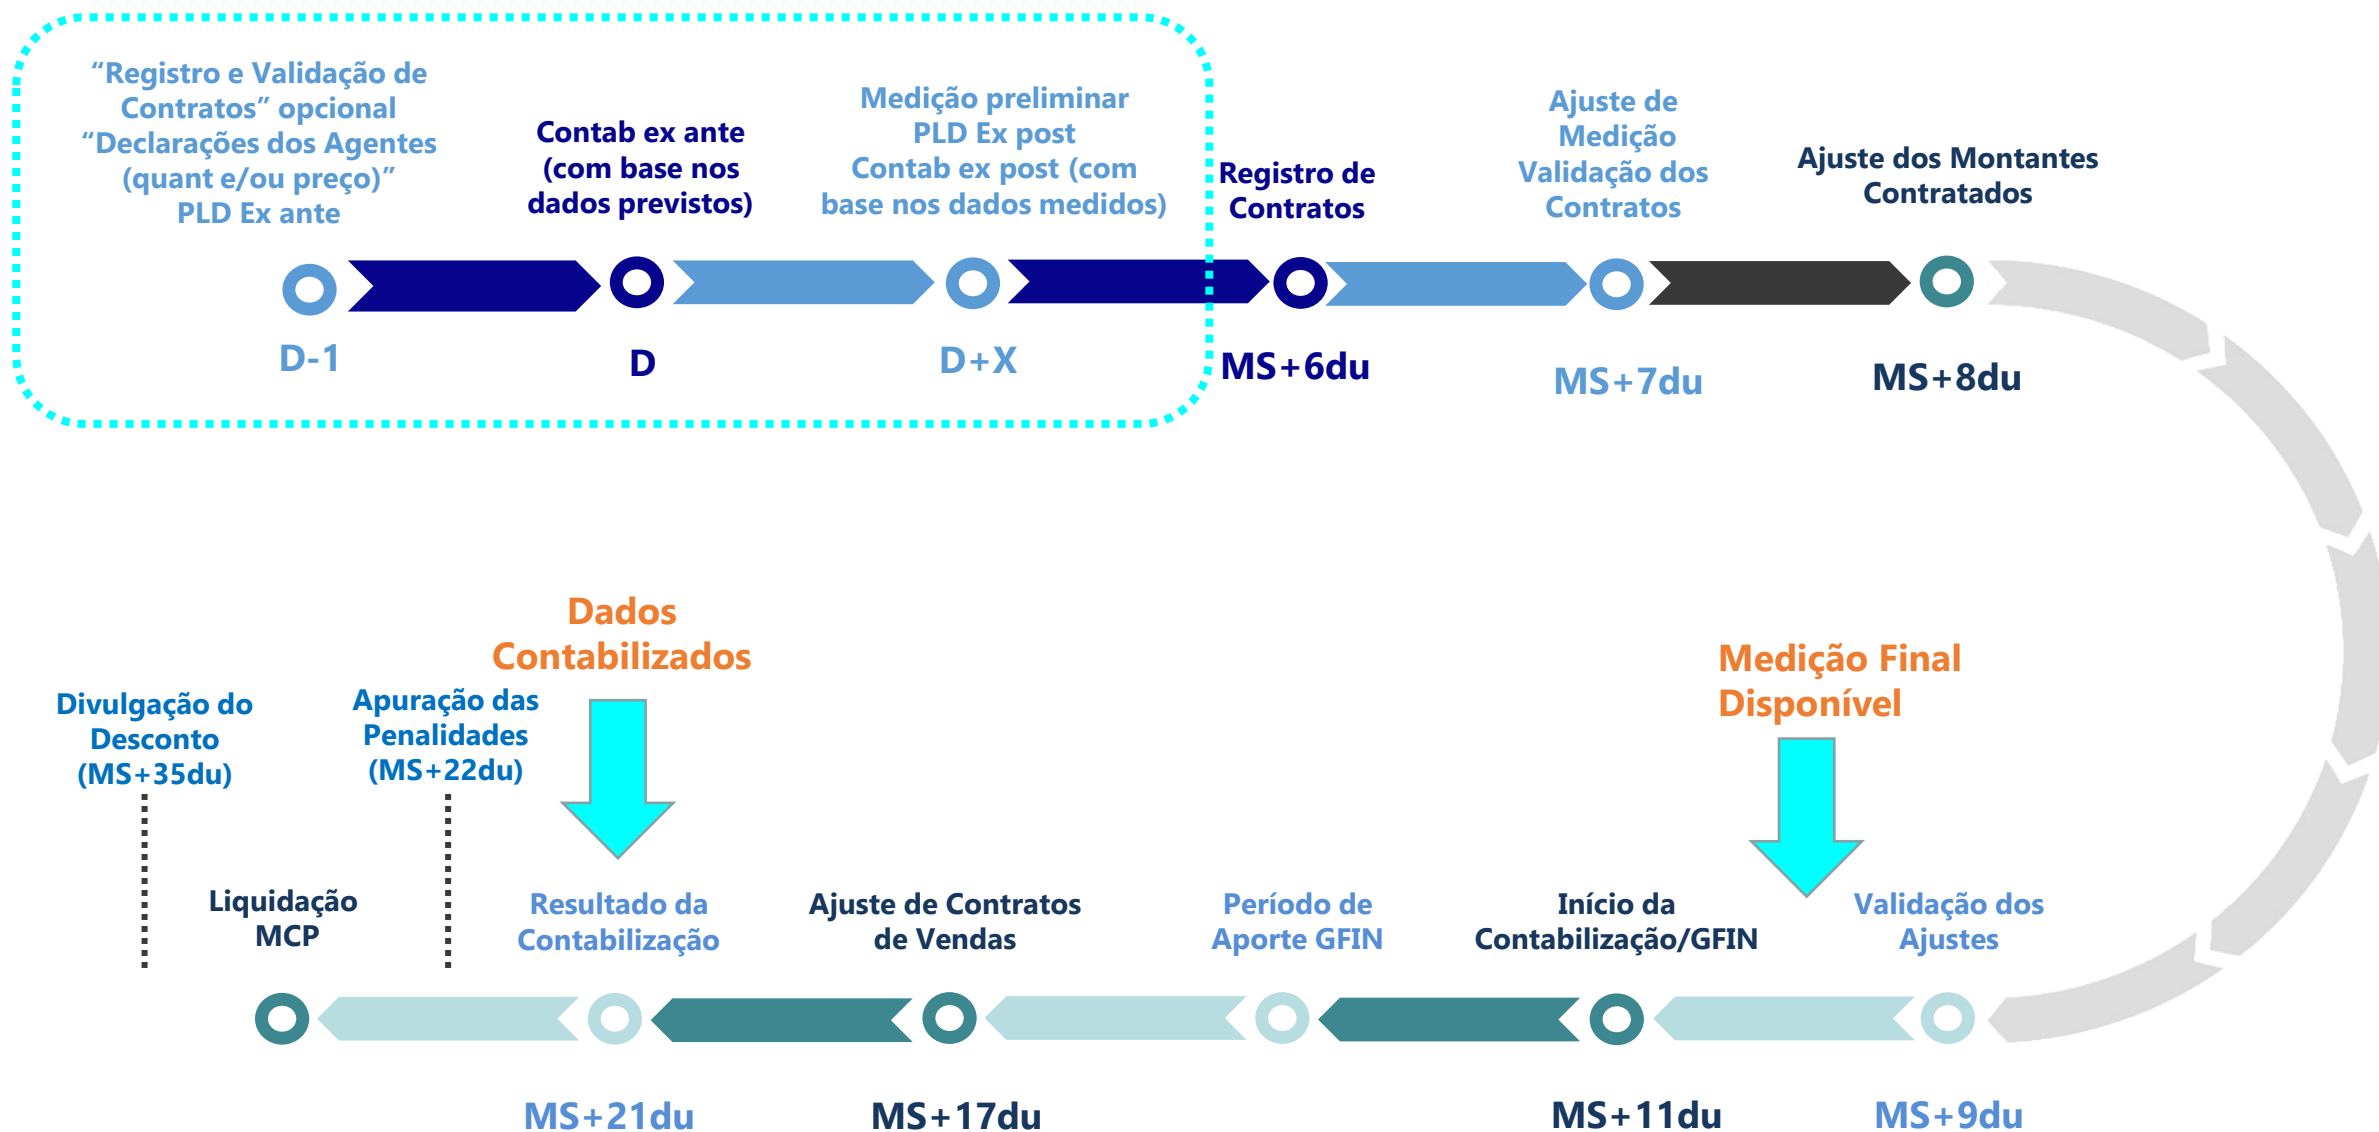 “Registro e Validação de
Contratos” opcional
“Declarações dos Agentes
(quant e/ou preço)”
PLD Ex ante
Contab ex ante
(com base nos
dados previstos)
Medição preliminar
PLD Ex post
Contab ex post (com
base nos dados medidos)
Registro de
Contratos
Ajuste de
Medição
Validação dos
Contratos
Ajuste dos Montantes
Contratados
D-1
D
D+X
MS+6du
MS+7du
MS+8du
Dados
Contabilizados
Medição Final
Disponível
Divulgação do
Desconto
(MS+35du)
Apuração das
Penalidades
(MS+22du)
Liquidação
MCP
Resultado da
Contabilização
Ajuste de Contratos
de Vendas
Período de
Aporte GFIN
Início da
Contabilização/GFIN
Validação dos
Ajustes
MS+21du
MS+17du
MS+11du
MS+9du